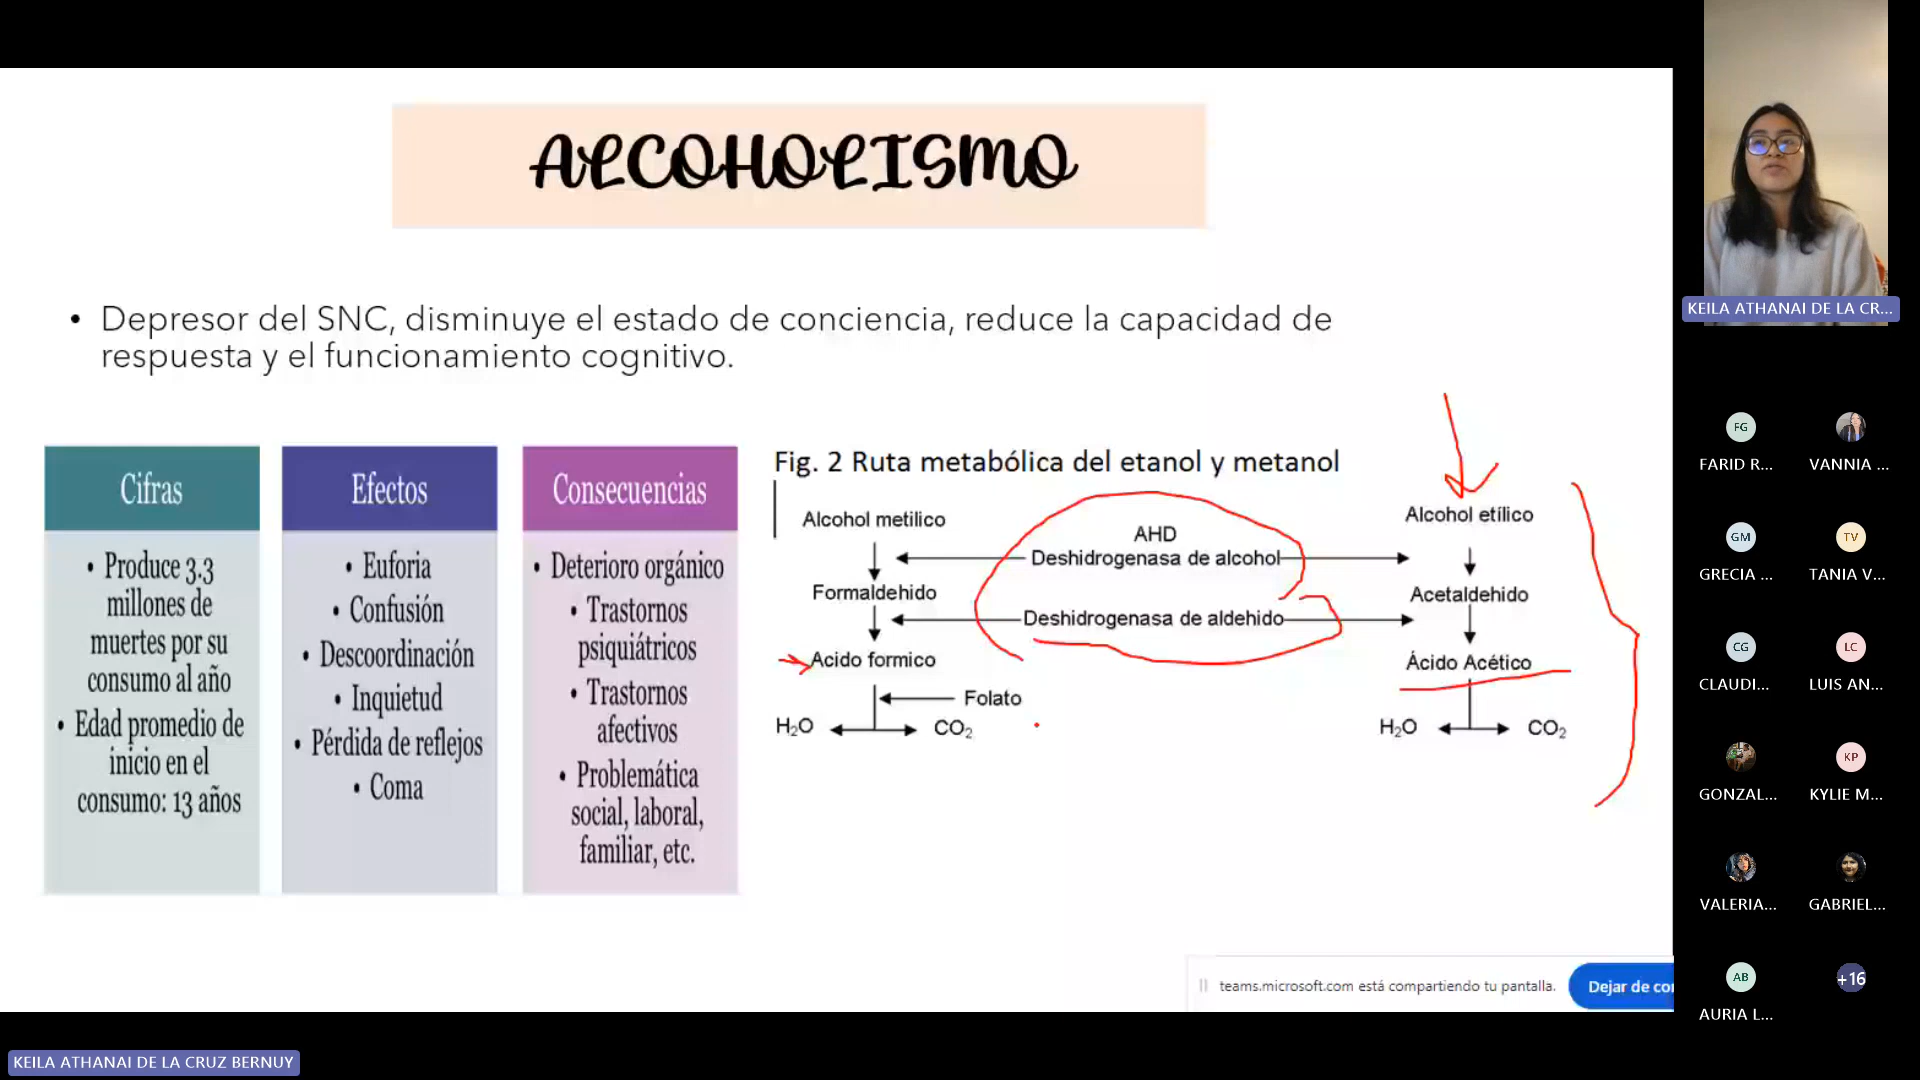 ALCOHOLISMO
• Depresor del SNC, disminuye el estado de conciencia, reduce la capacidad de
respuesta y el funcionamiento cognitivo.
Cifras
• Produce 3.3
millones de
muertes por su
consumo al año
• Edad promedio de
inicio en el
consumo: 13 años
Efectos
• Euforia
• Confusión
• Descoordinación
• Inquietud
• Pérdida de reflejos
• Coma
Consecuencias
• Deterioro orgánico
• Trastornos
psiquiátricos
• Trastornos
afectivos
• Problemática
social, laboral,
familiar, etc.
Fig. 2 Ruta metabólica del etanol y metanol
Alcohol metilico
AHD
Deshidrogenasa de alcohol
Alcohol etílico
Formaldehido
Acetaldehido
Deshidrogenasa de aldehido
Acido formico
Ácido Acético
Folato
H₂O
CO₂
H₂O
CO₂
teams.microsoft.com está compartiendo tu pantalla.
Dejar de co
KEILA ATHANAI DE LA CR...
FG
FARID R...
VANNIA ...
GM
GRECIA ...
TV
TANIA V...
CG
CLAUDI...
LC
LUIS AN...
GONZAL...
KP
KYLIE M...
VALERIA...
GABRIEL...
AB
AURIA L...
+16
KEILA ATHANAI DE LA CRUZ BERNUY